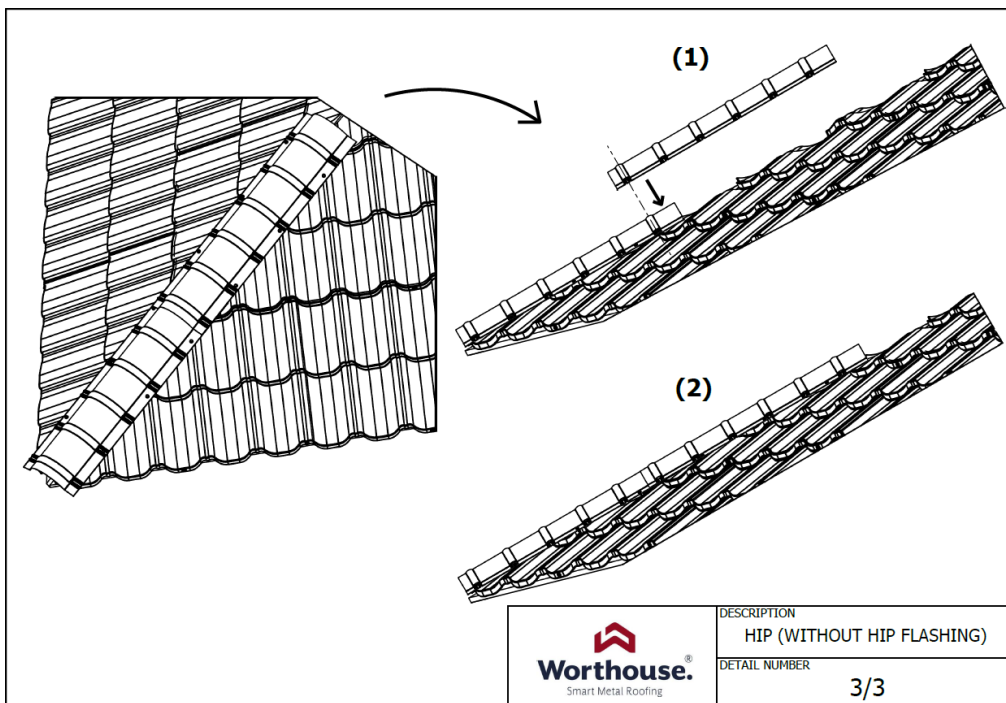 (1)
(2)
Worthouse.®
Smart Metal Roofing
DESCRIPTION
HIP (WITHOUT HIP FLASHING)
DETAIL NUMBER
3/3